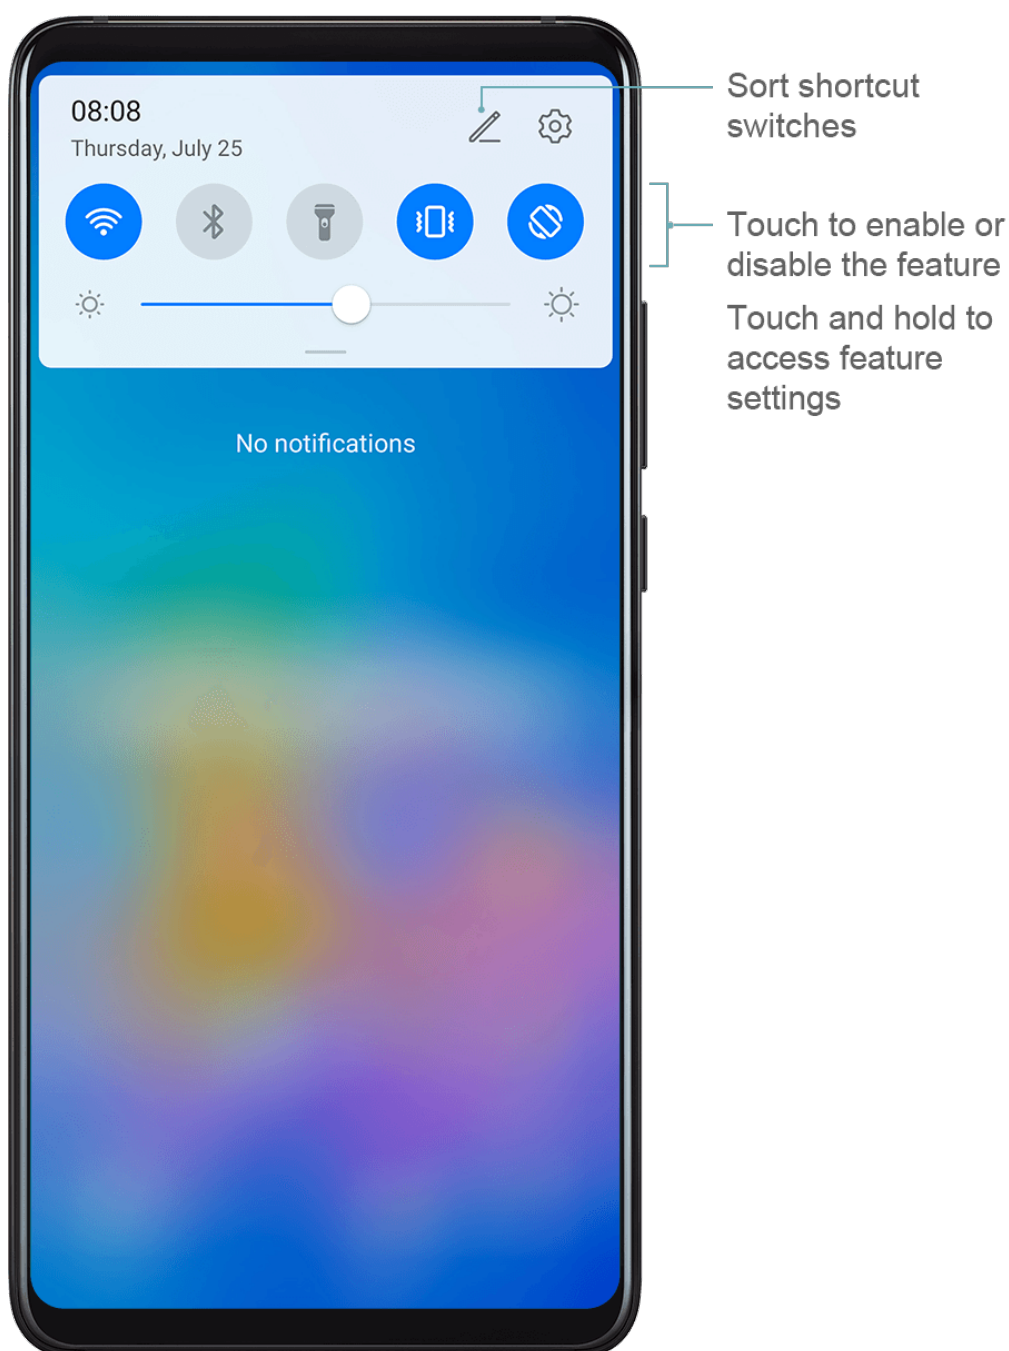 08:08
Thursday, July 25
Sort shortcut
switches
Touch to enable or
disable the feature
Touch and hold to
access feature
settings
No notifications